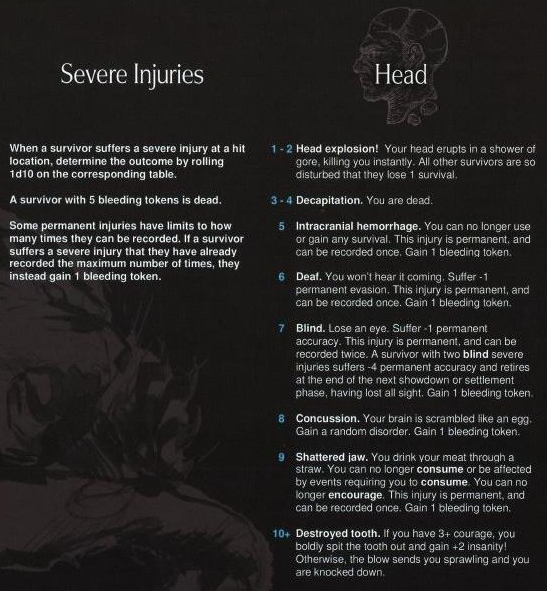 Severe Injuries
When a survivor suffers a severe injury at a hit
location, determine the outcome by rolling
1d10 on the corresponding table.
A survivor with 5 bleeding tokens is dead.
Some permanent injuries have limits to how
many times they can be recorded. If a survivor
suffers a severe injury that they have already
recorded the maximum number of times, they
instead gain 1 bleeding token.
Head
1 - 2 Head explosion! Your head erupts in a shower of
gore, killing you instantly. All other survivors are so
disturbed that they lose 1 survival.
3 - 4 Decapitation. You are dead.
5 Intracranial hemorrhage. You can no longer use
or gain any survival. This injury is permanent, and
can be recorded once. Gain 1 bleeding token.
6 Deaf. You won't hear it coming. Suffer -1
permanent evasion. This injury is permanent, and
can be recorded once. Gain 1 bleeding token.
7 Blind. Lose an eye. Suffer -1 permanent
accuracy. This injury is permanent, and can be
recorded twice. A survivor with two blind severe
injuries suffers -4 permanent accuracy and retires
at the end of the next showdown or settlement
phase, having lost all sight. Gain 1 bleeding token.
8 Concussion. Your brain is scrambled like an egg.
Gain a random disorder. Gain 1 bleeding token.
9 Shattered jaw. You drink your meat through a
straw. You can no longer consume or be affected
by events requiring you to consume. You can no
longer encourage. This injury is permanent, and
can be recorded once. Gain 1 bleeding token.
10+ Destroyed tooth. If you have 3+ courage, you
boldly spit the tooth out and gain +2 insanity!
Otherwise, the blow sends you sprawling and you
are knocked down.